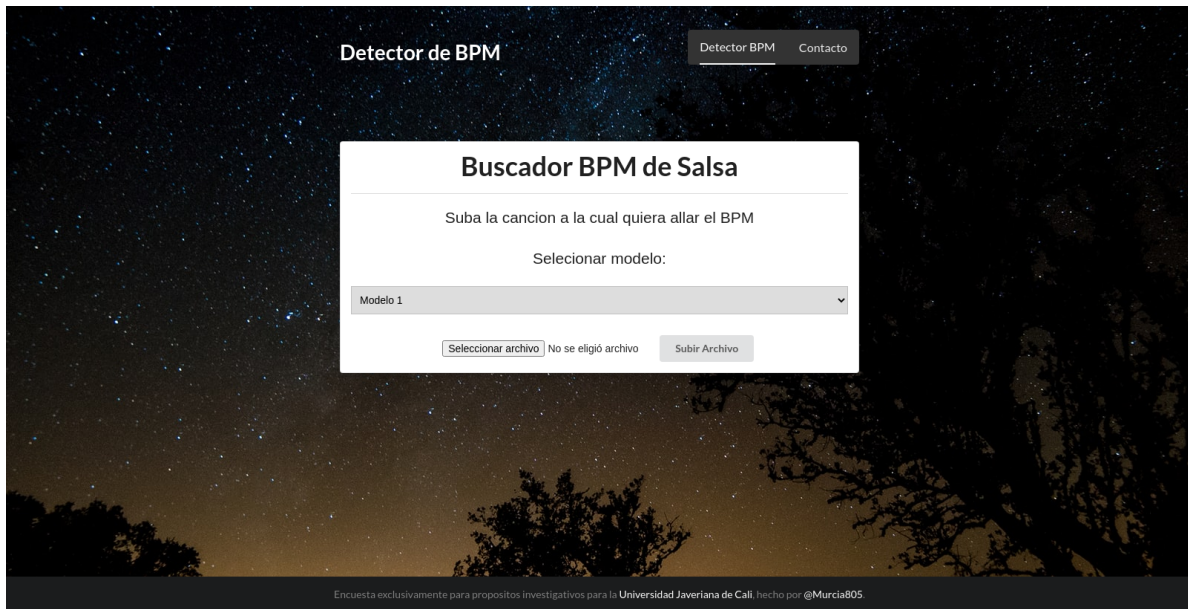 Detector de BPM
Detector BPM Contacto
Buscador BPM de Salsa
Suba la cancion a la cual quiera allar el BPM
Selecionar modelo:
Modelo 1
Seleccionar archivo No se eligió archivo Subir Archivo
Encuesta exclusivamente para propositos investigativos para la Universidad Javeriana de Cali, hecho por @Murcia805.